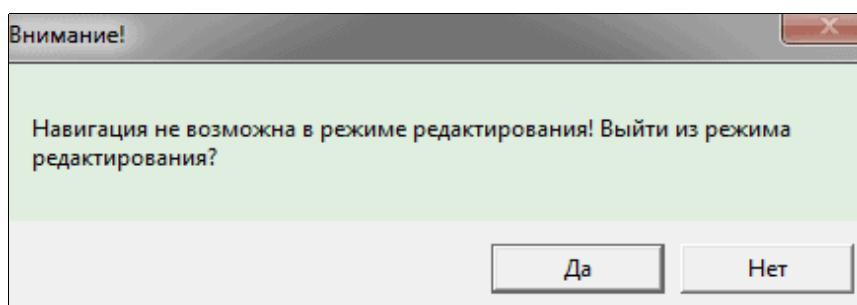 Внимание!
Навигация не возможна в режиме редактирования! Выйти из режима
редактирования?
Да
Нет